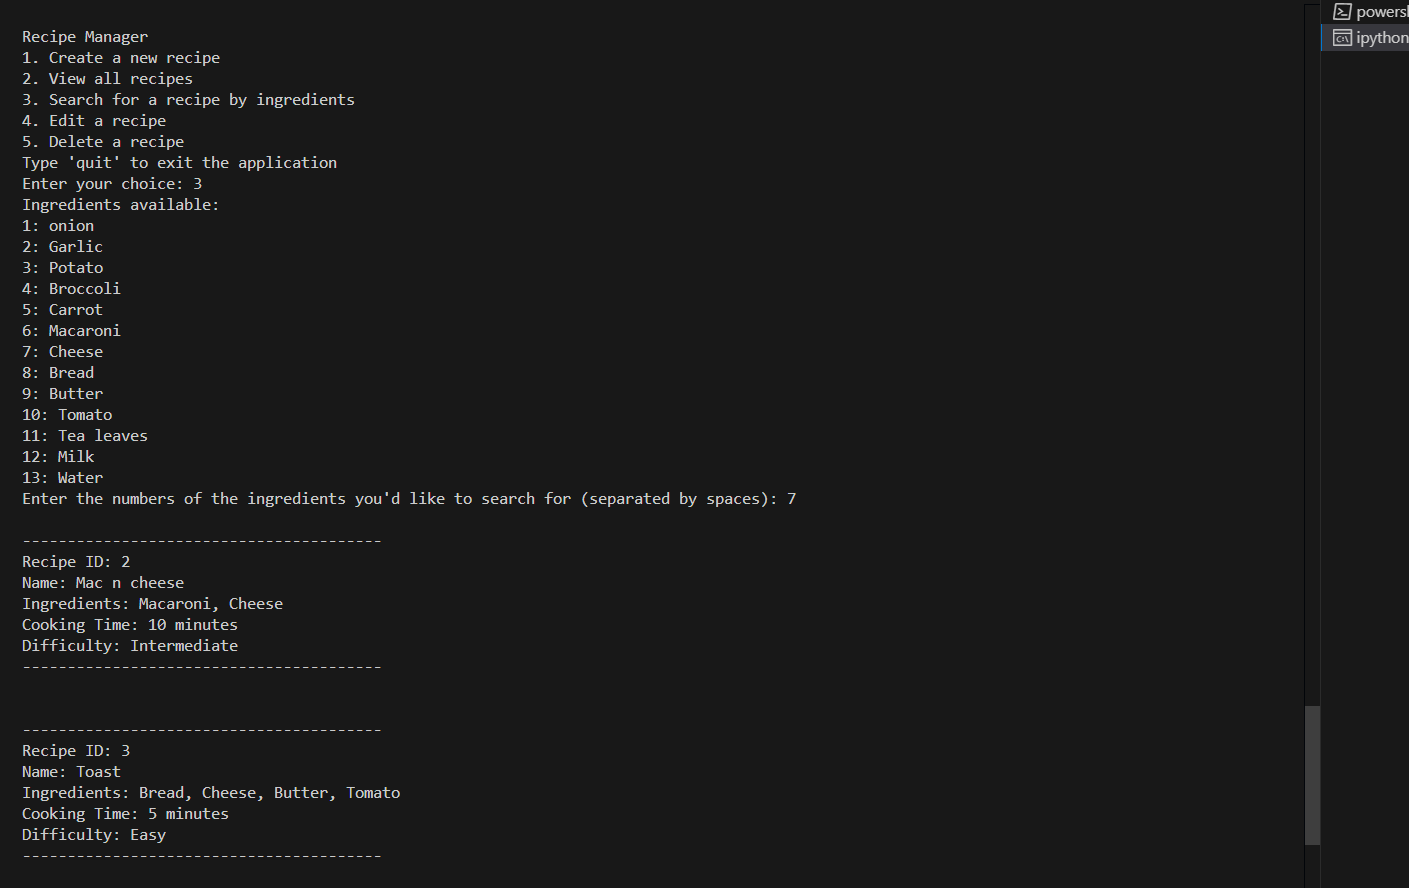 Recipe Manager
1. Create a new recipe
2. View all recipes
3. Search for a recipe by ingredients
4. Edit a recipe
5. Delete a recipe
Type 'quit' to exit the application
Enter your choice: 3
Ingredients available:
1: onion
2: Garlic
3: Potato
4: Broccoli
5: Carrot
6: Macaroni
7: Cheese
8: Bread
9: Butter
10: Tomato
11: Tea leaves
12: Milk
13: Water
Enter the numbers of the ingredients you'd like to search for (separated by spaces): 7
----------------------------------------
Recipe ID: 2
Name: Mac n cheese
Ingredients: Macaroni, Cheese
Cooking Time: 10 minutes
Difficulty: Intermediate
----------------------------------------
----------------------------------------
Recipe ID: 3
Name: Toast
Ingredients: Bread, Cheese, Butter, Tomato
Cooking Time: 5 minutes
Difficulty: Easy
----------------------------------------
powersl
ipython